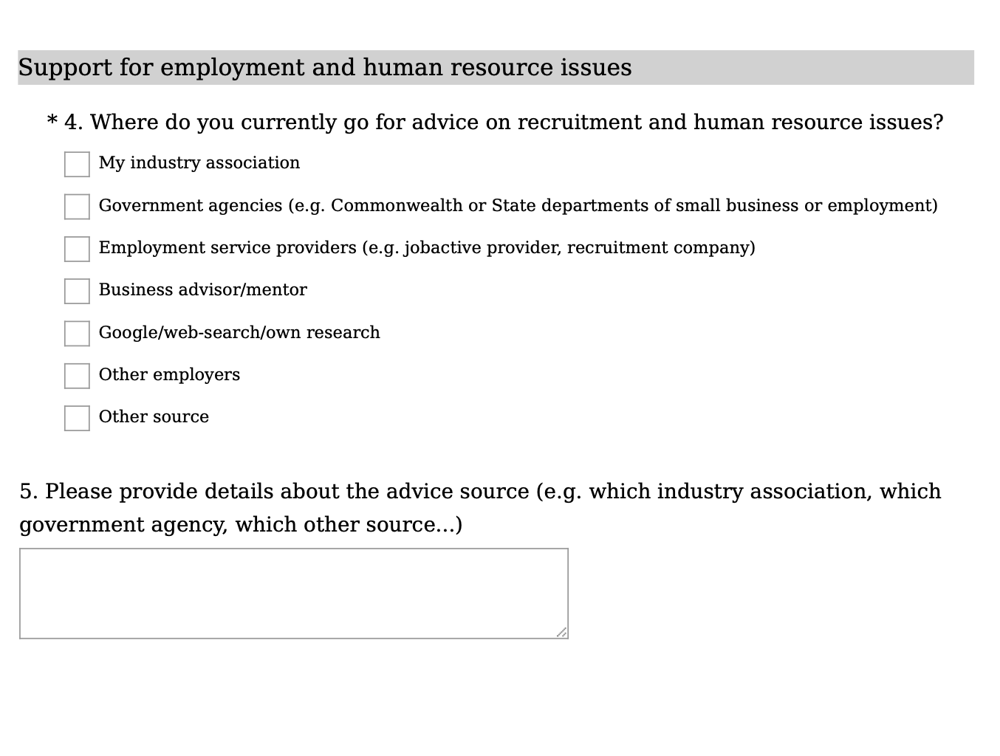 Support for employment and human resource issues
* 4. Where do you currently go for advice on recruitment and human resource issues?
My industry association
Government agencies (e.g. Commonwealth or State departments of small business or employment)
Employment service providers (e.g. jobactive provider, recruitment company)
Business advisor/mentor
Google/web-search/own research
Other employers
Other source
5. Please provide details about the advice source (e.g. which industry association, which
government agency, which other source...)